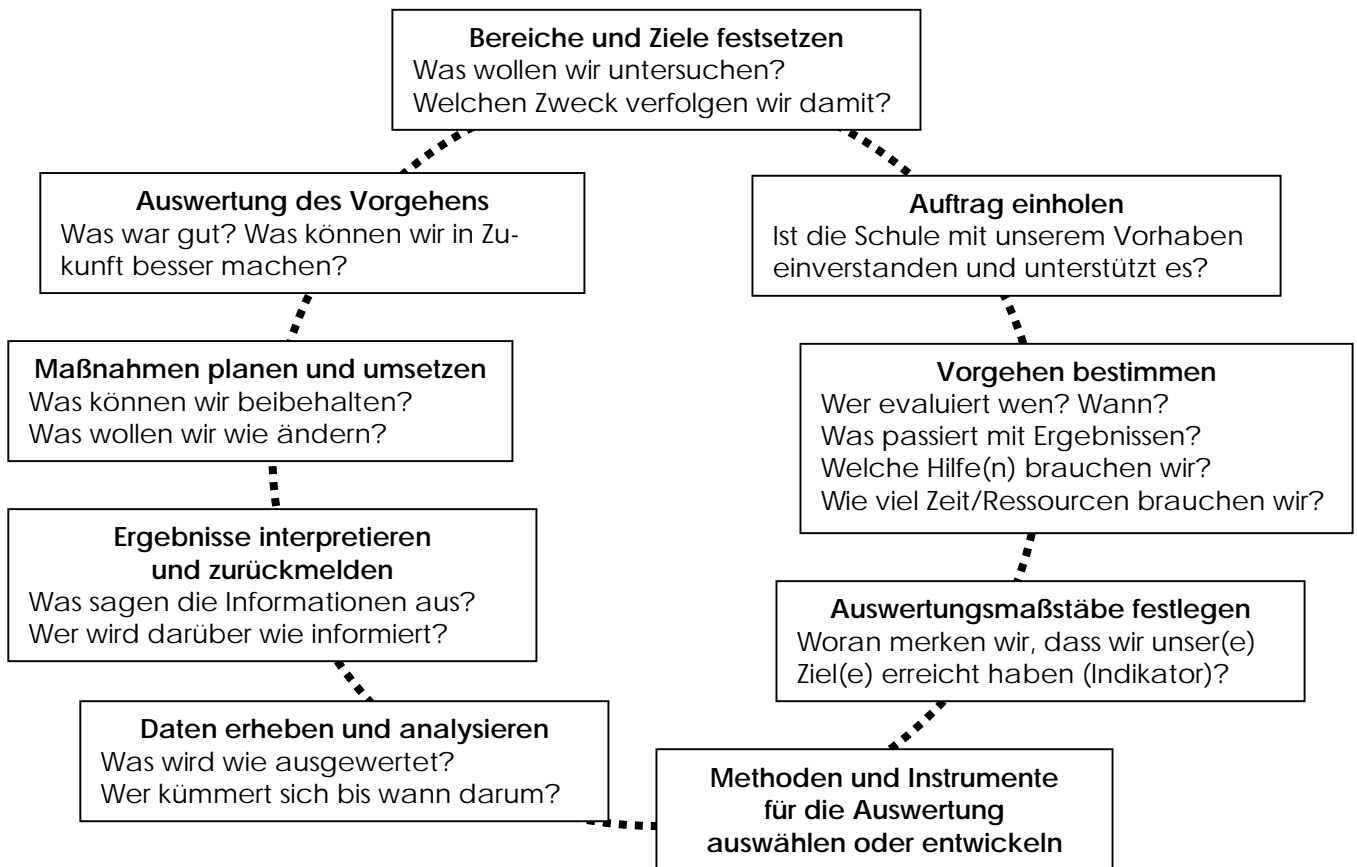 Bereiche und Ziele festsetzen
Was wollen wir untersuchen?
Welchen Zweck verfolgen wir damit?
Auftrag einholen
Ist die Schule mit unserem Vorhaben
einverstanden und unterstützt es?
Vorgehen bestimmen
Wer evaluiert wen? Wann?
Was passiert mit Ergebnissen?
Welche Hilfe(n) brauchen wir?
Wie viel Zeit/Ressourcen brauchen wir?
Auswertungsmaßstäbe festlegen
Woran merken wir, dass wir unser(e)
Ziel(e) erreicht haben (Indikator)?
Methoden und Instrumente
für die Auswertung
auswählen oder entwickeln
Daten erheben und analysieren
Was wird wie ausgewertet?
Wer kümmert sich bis wann darum?
Ergebnisse interpretieren
und zurückmelden
Was sagen die Informationen aus?
Wer wird darüber wie informiert?
Maßnahmen planen und umsetzen
Was können wir beibehalten?
Was wollen wir wie ändern?
Auswertung des Vorgehens
Was war gut? Was können wir in Zu-
kunft besser machen?